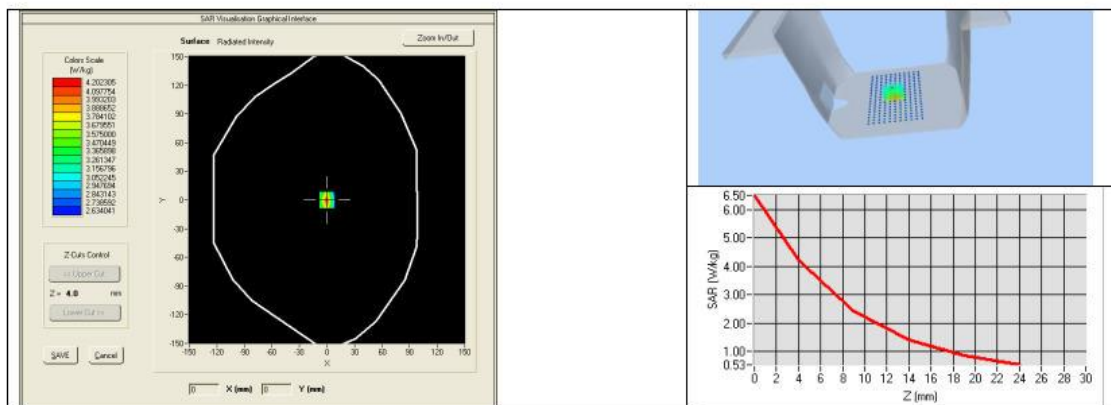 SAR Visualisation Graphical Interface
Surface Radiated Intensity
Zoom In/Out
Colors Scale
(W/kg)
4.202305
4.097754
3.993203
3.888652
3.784102
3.679551
3.575000
3.470449
3.365898
3.261347
3.156796
3.052245
2.947694
2.843143
2.738592
2.634041
Z-Cuts Control
<< Upper Cut
Z = 4.0 mm
Lower Cut >>
SAVE Cancel
150
120
90
60
30
0
-30
-60
-90
-120
-150
Y
-150 -120 -90 -60 -30 0 30 60 90 120 150
X
0 X (mm) 0 Y (mm)
6.50
6.00
5.00
4.00
3.00
2.00
1.00
0.53
SAR (W/kg)
0 2 4 6 8 10 12 14 16 18 20 22 24 26 28 30
Z (mm)